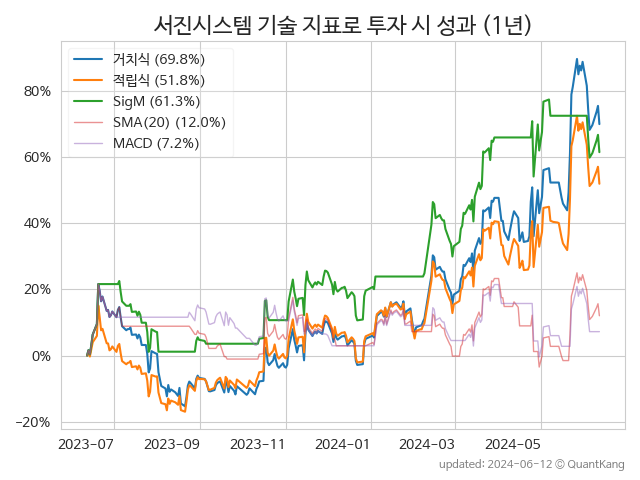 서진시스템 기술 지표로 투자 시 성과 (1년)
거치식 (69.8%)
적립식 (51.8%)
SigM (61.3%)
SMA(20) (12.0%)
MACD (7.2%)
80%
60%
40%
20%
0%
−20%
2023-07 2023-09 2023-11 2024-01 2024-03 2024-05
updated: 2024-06-12 © QuantKang